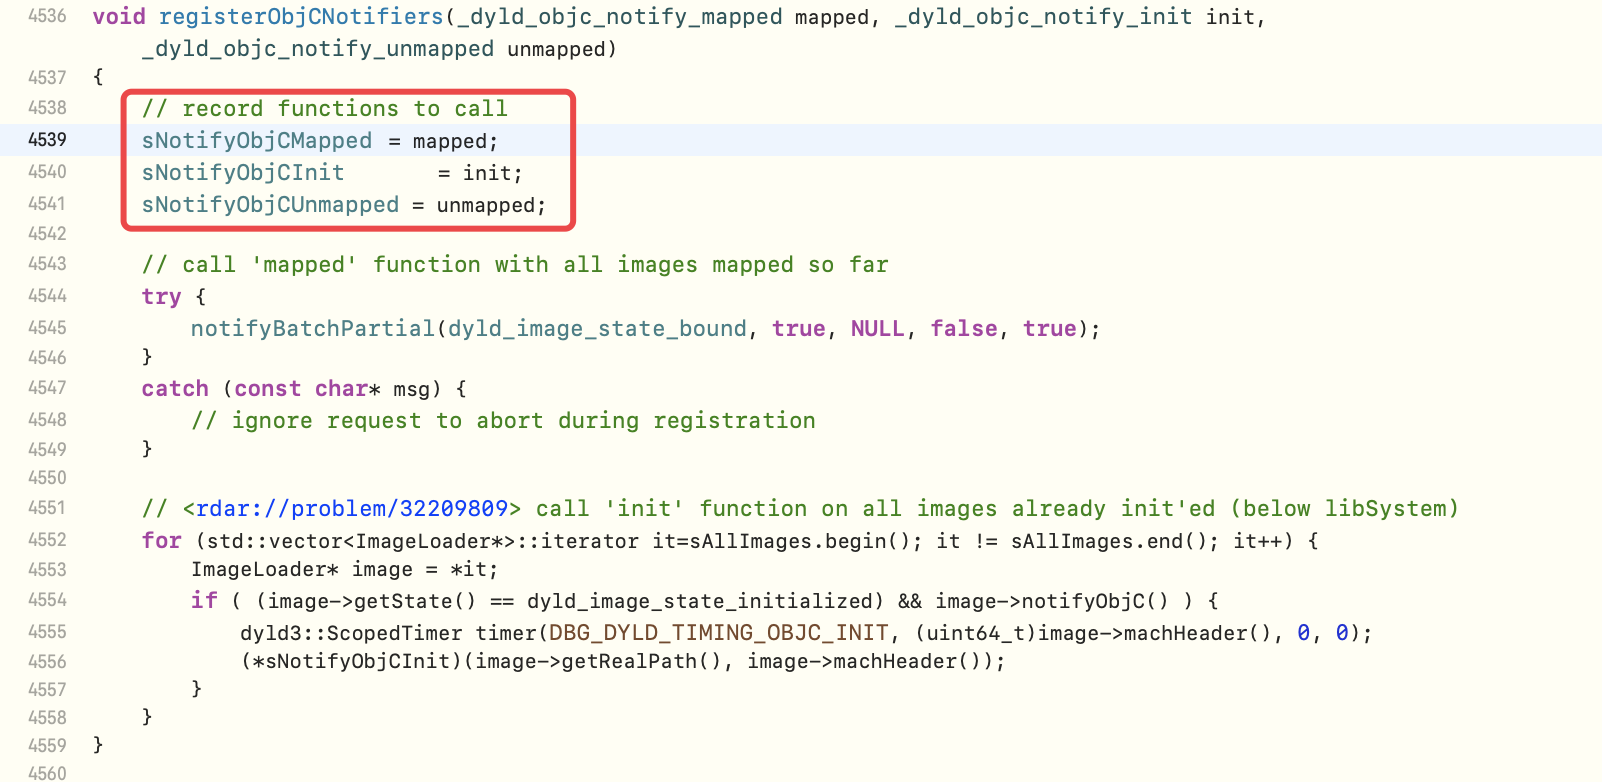 4536 void registerObjCNotifiers(_dyld_objc_notify_mapped mapped, _dyld_objc_notify_init init,
_dyld_objc_notify_unmapped unmapped)
4537 {
4538 // record functions to call
4539 sNotifyObjCMapped = mapped;
4540 sNotifyObjCInit = init;
4541 sNotifyObjCUnmapped = unmapped;
4542
4543 // call 'mapped' function with all images mapped so far
4544 try {
4545 notifyBatchPartial(dyld_image_state_bound, true, NULL, false, true);
4546 }
4547 catch (const char* msg) {
4548 // ignore request to abort during registration
4549 }
4550
4551 // <rdar://problem/32209809> call 'init' function on all images already init'ed (below libSystem)
4552 for (std::vector<ImageLoader*>::iterator it=sAllImages.begin(); it != sAllImages.end(); it++) {
4553 ImageLoader* image = *it;
4554 if ( (image->getState() == dyld_image_state_initialized) && image->notifyObjC() ) {
4555 dyld3::ScopedTimer timer(DBG_DYLD_TIMING_OBJC_INIT, (uint64_t)image->machHeader(), 0, 0);
4556 (*sNotifyObjCInit)(image->getRealPath(), image->machHeader());
4557 }
4558 }
4559 }
4560